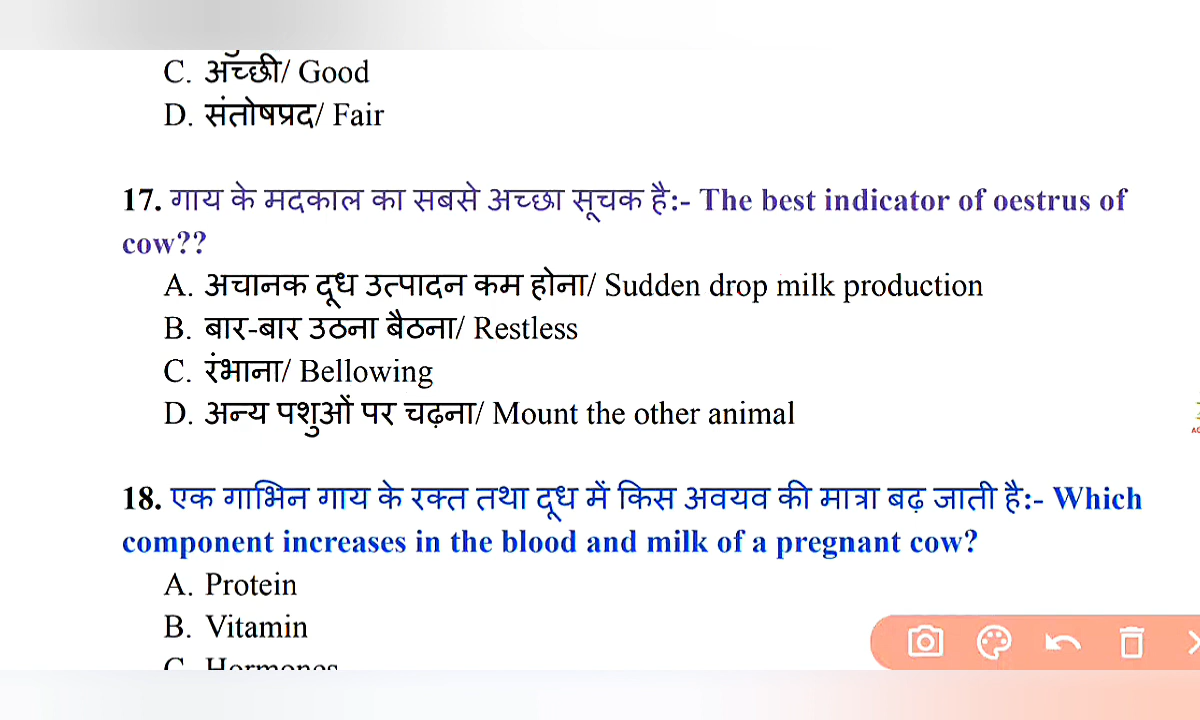 C. अच्छी/ Good
D. संतोषप्रद/ Fair
17. गाय के मदकाल का सबसे अच्छा सूचक है:- The best indicator of oestrus of
cow??
A. अचानक दूध उत्पादन कम होना/ Sudden drop milk production
B. बार-बार उठना बैठना/ Restless
C. रंभाना/ Bellowing
D. अन्य पशुओं पर चढ़ना/ Mount the other animal
18. एक गाभिन गाय के रक्त तथा दूध में किस अवयव की मात्रा बढ़ जाती है:- Which
component increases in the blood and milk of a pregnant cow?
A. Protein
B. Vitamin
C. Hormones